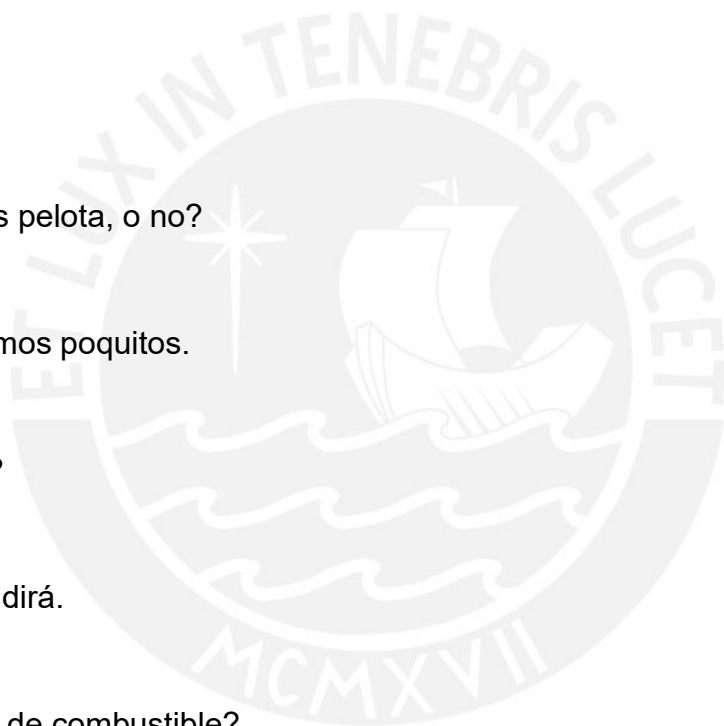 ET LUX IN TENEBRIS LUCET
s pelota, o no?
mos poquitos.
?
dirá.
MCMXVII
de combustible?